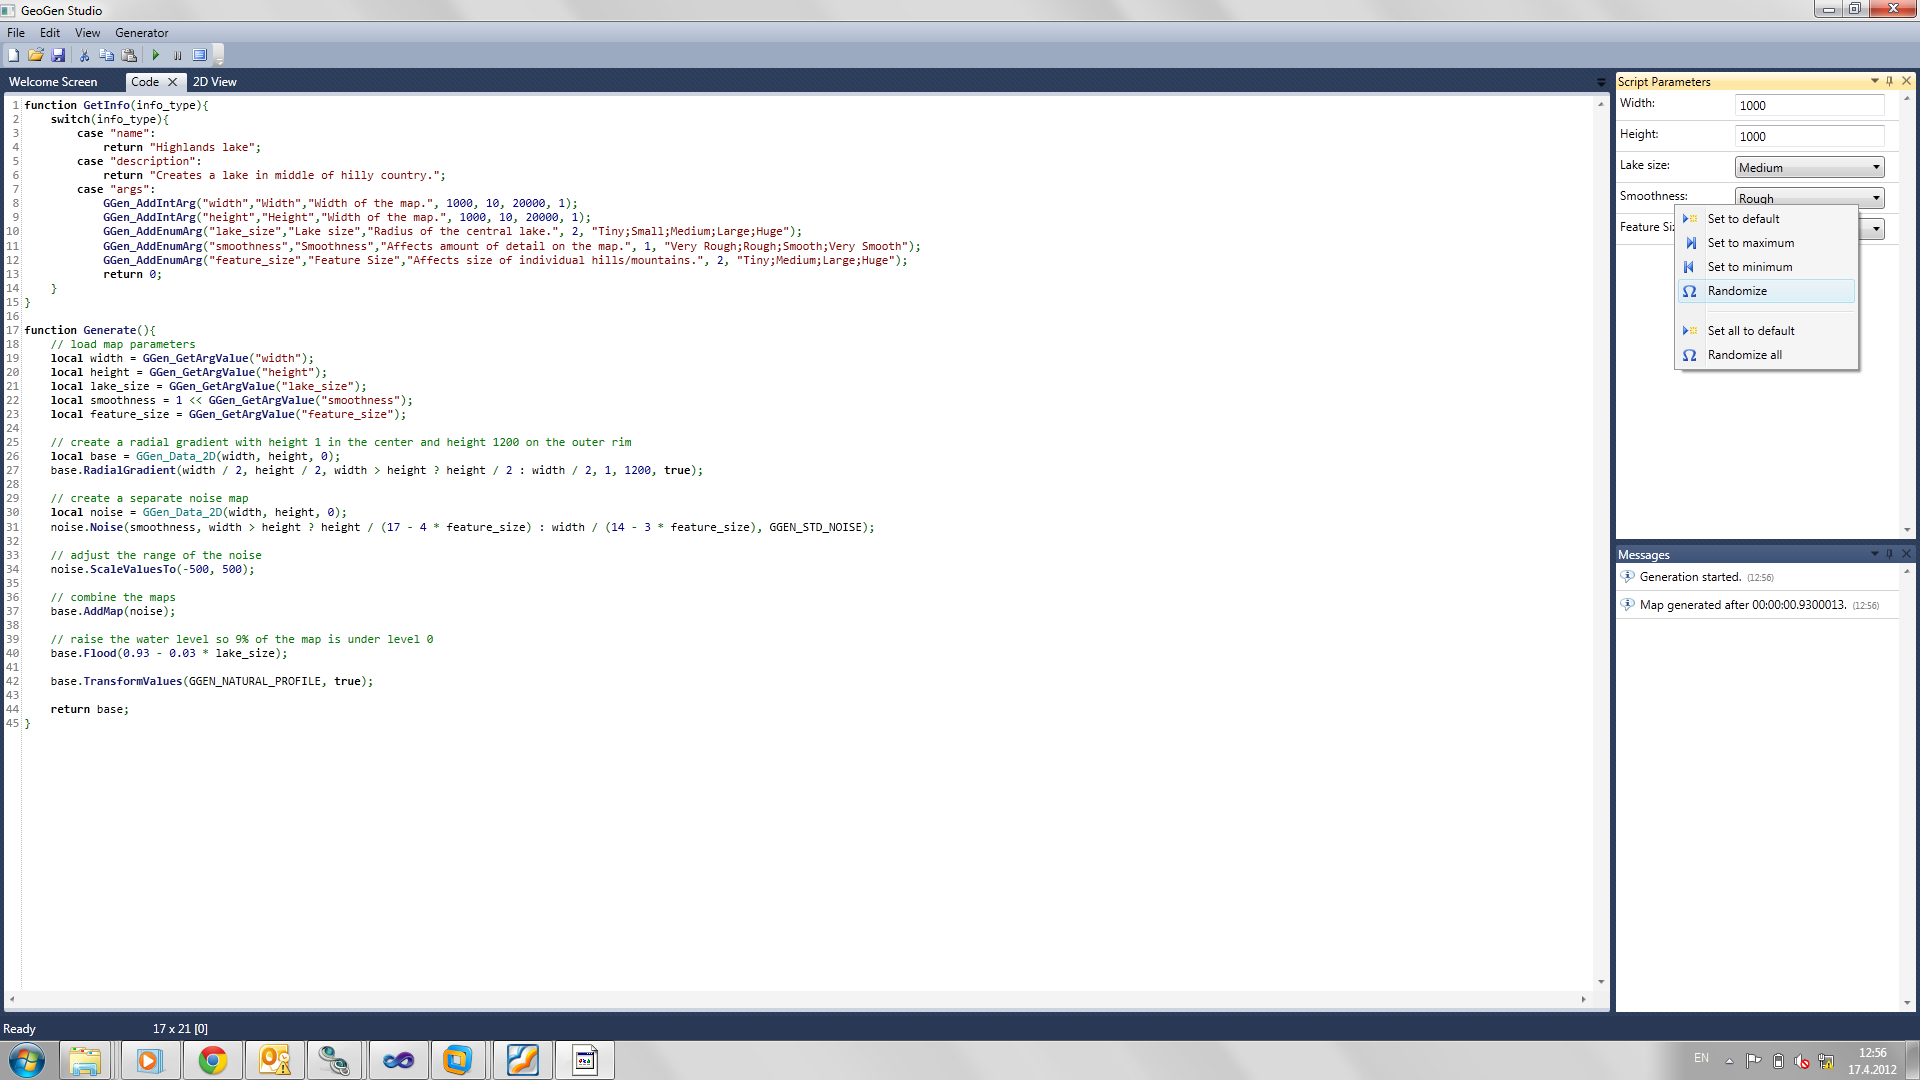 GeoGen Studio
File Edit View Generator
Welcome Screen Code 2D View
1 function GetInfo(info_type){
2 switch(info_type){
3 case "name":
4 return "Highlands lake";
5 case "description":
6 return "Creates a lake in middle of hilly country.";
7 case "args":
8 GGen_AddIntArg("width","Width","Width of the map.", 1000, 10, 20000, 1);
9 GGen_AddIntArg("height","Height","Width of the map.", 1000, 10, 20000, 1);
10 GGen_AddEnumArg("lake_size","Lake size","Radius of the central lake.", 2, "Tiny;Small;Medium;Large;Huge");
11 GGen_AddEnumArg("smoothness","Smoothness","Affects amount of detail on the map.", 1, "Very Rough;Rough;Smooth;Very Smooth");
12 GGen_AddEnumArg("feature_size","Feature Size","Affects size of individual hills/mountains.", 2, "Tiny;Medium;Large;Huge");
13 return 0;
14 }
15 }
16
17 function Generate(){
18 // load map parameters
19 local width = GGen_GetArgValue("width");
20 local height = GGen_GetArgValue("height");
21 local lake_size = GGen_GetArgValue("lake_size");
22 local smoothness = 1 << GGen_GetArgValue("smoothness");
23 local feature_size = GGen_GetArgValue("feature_size");
24
25 // create a radial gradient with height 1 in the center and height 1200 on the outer rim
26 local base = GGen_Data_2D(width, height, 0);
27 base.RadialGradient(width / 2, height / 2, width > height ? height / 2 : width / 2, 1, 1200, true);
28
29 // create a separate noise map
30 local noise = GGen_Data_2D(width, height, 0);
31 noise.Noise(smoothness, width > height ? height / (17 - 4 * feature_size) : width / (14 - 3 * feature_size), GGEN_STD_NOISE);
32
33 // adjust the range of the noise
34 noise.ScaleValuesTo(-500, 500);
35
36 // combine the maps
37 base.AddMap(noise);
38
39 // raise the water level so 9% of the map is under level 0
40 base.Flood(0.93 - 0.03 * lake_size);
41
42 base.TransformValues(GGEN_NATURAL_PROFILE, true);
43
44 return base;
45 }
Script Parameters
Width: 1000
Height: 1000
Lake size: Medium
Smoothness: Rough
Feature Siz
Set to default
Set to maximum
Set to minimum
Randomize
Set all to default
Randomize all
Messages
Generation started. (12:56)
Map generated after 00:00:00.9300013. (12:56)
Ready 17 x 21 [0]
EN
12:56
17.4.2012